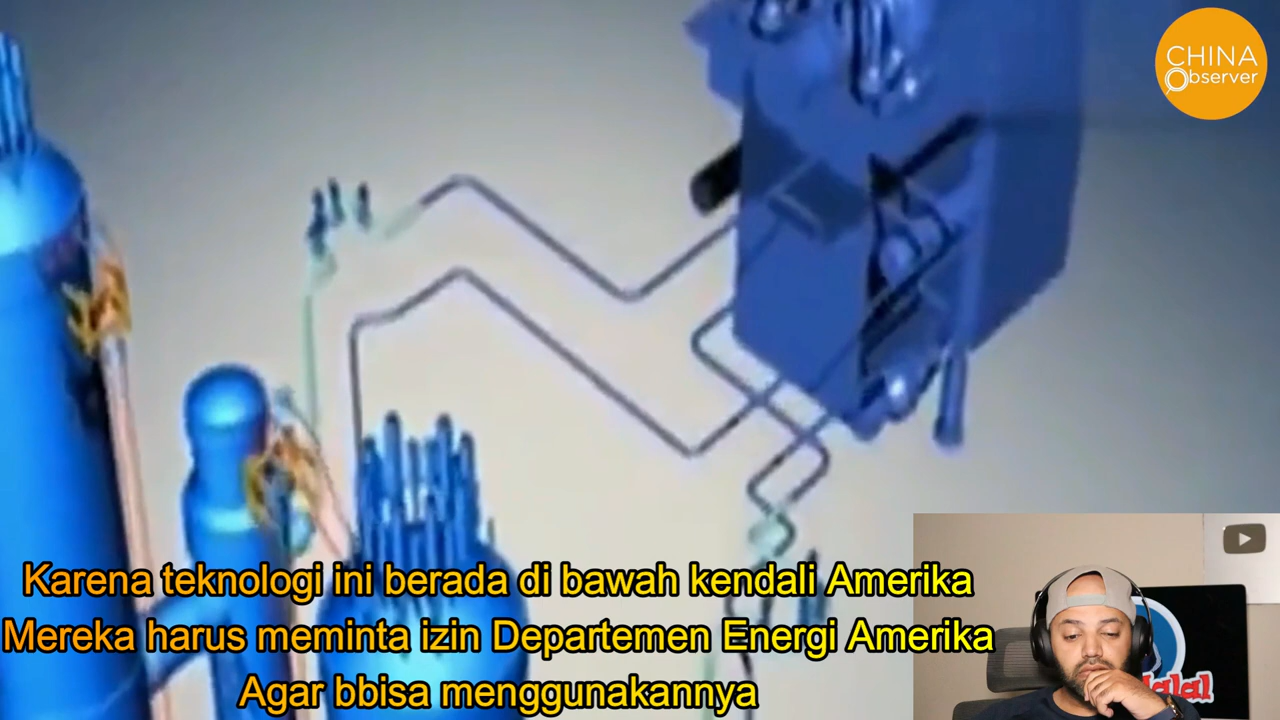 CHINA
Observer
Karena teknologi ini berada di bawah kendali Amerika
Mereka harus meminta izin Departemen Energi Amerika
Agar bbisa menggunakannya